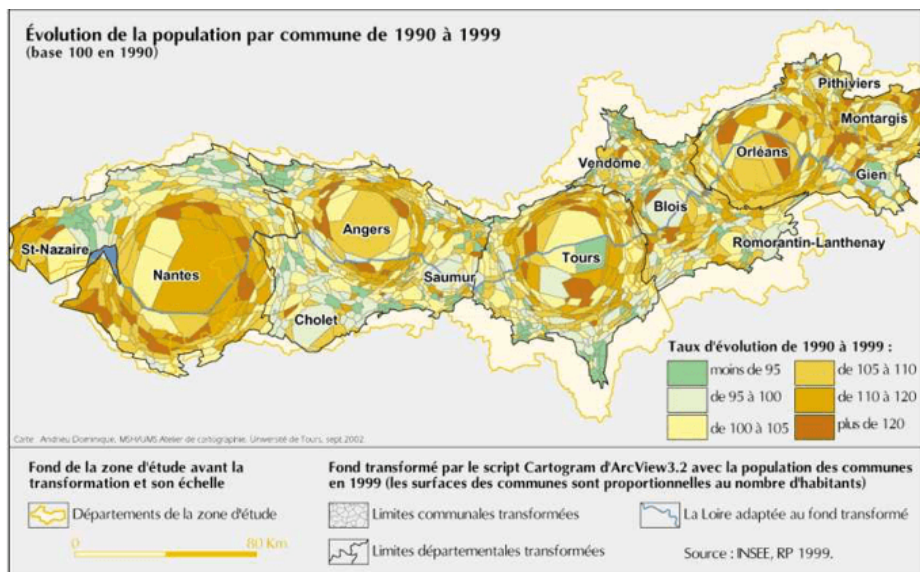 Évolution de la population par commune de 1990 à 1999
(base 100 en 1990)
Pithiviers
Montargis
Orléans
Vendôme
Gien
Blois
Angers
St-Nazaire
Romorantin-Lanthenay
Tours
Nantes
Saumur
Cholet
Taux d'évolution de 1990 à 1999 :
moins de 95
de 105 à 110
de 95 à 100
de 110 à 120
de 100 à 105
plus de 120
Carte : Andrieu Dominique, MSH/UMS Atelier de cartographie, Université de Tours, sept.2002.
Fond de la zone d'étude avant la
transformation et son échelle
Départements de la zone d'étude
0
80 Km
Fond transformé par le script Cartogram d'ArcView3.2 avec la population des communes
en 1999 (les surfaces des communes sont proportionnelles au nombre d'habitants)
Limites communales transformées
La Loire adaptée au fond transformé
Limites départementales transformées
Source : INSEE, RP 1999.